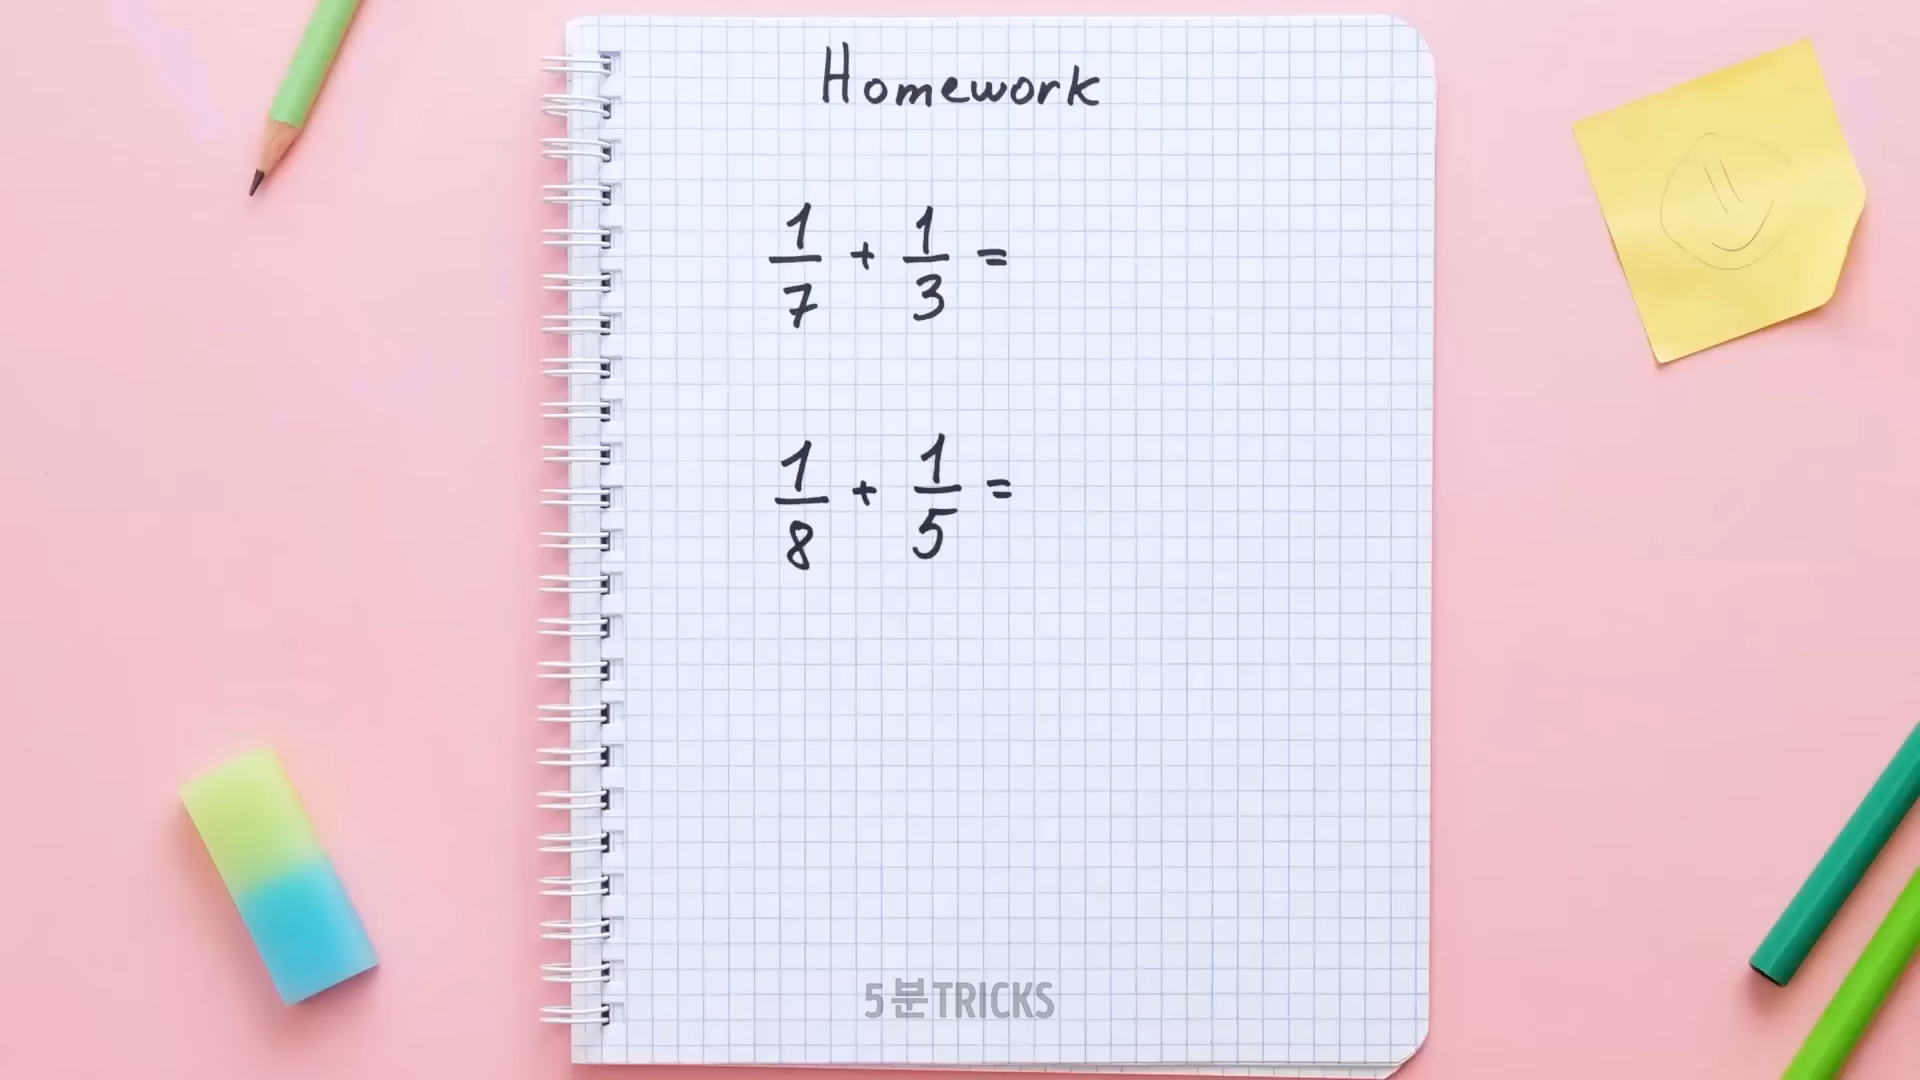 Homework
1/7 + 1/3 =
1/8 + 1/5 =
5분TRICKS